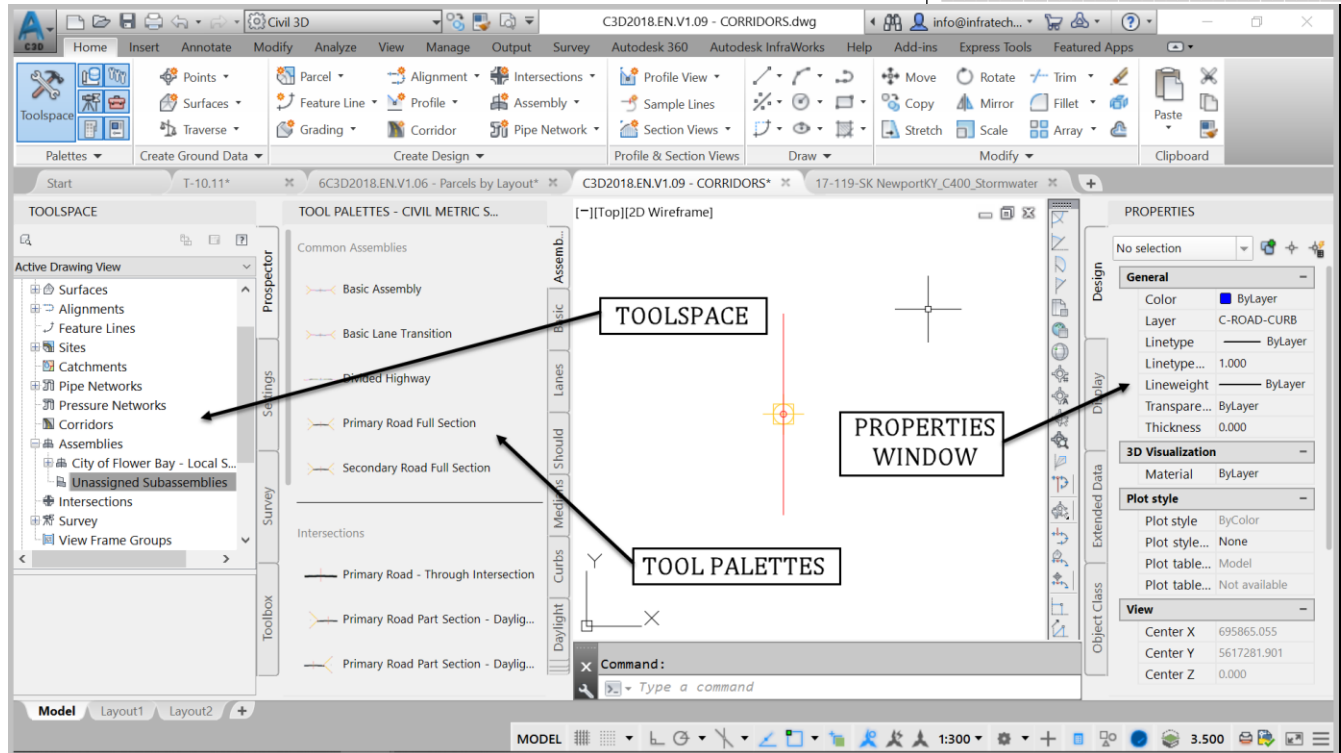 Civil 3D
C3D2018.EN.V1.09 - CORRIDORS.dwg
info@infratech...
C3D
Home Insert Annotate Modify Analyze View Manage Output Survey Autodesk 360 Autodesk InfraWorks Help Add-ins Express Tools Featured Apps
Points Parcel Alignment Intersections Profile View Move Rotate Trim
Surfaces Feature Line Profile Assembly Sample Lines Copy Mirror Fillet
Toolspace
Traverse Grading Corridor Pipe Network Section Views Stretch Scale Array
Paste
Palettes Create Ground Data Create Design Profile & Section Views Draw Modify Clipboard
Start T-10.11* 6C3D2018.EN.V1.06 - Parcels by Layout* C3D2018.EN.V1.09 - CORRIDORS* 17-119-SK NewportKY_C400_Stormwater
TOOLSPACE
Active Drawing View
Surfaces
Alignments
Feature Lines
Sites
Catchments
Pipe Networks
Pressure Networks
Corridors
Assemblies
City of Flower Bay - Local S...
Unassigned Subassemblies
Intersections
Survey
View Frame Groups
Prospector
Settings
Survey
Toolbox
TOOL PALETTES - CIVIL METRIC S...
Common Assemblies
Basic Assembly
Basic Lane Transition
Divided Highway
Primary Road Full Section
Secondary Road Full Section
Intersections
Primary Road - Through Intersection
Primary Road Part Section - Daylig...
Primary Road Part Section - Daylig...
Assemb...
Basic
Lanes
Should
Medians
Curbs
Daylight
[-][Top][2D Wireframe]
TOOLSPACE
PROPERTIES
WINDOW
TOOL PALETTES
Y
X
Command:
Type a command
Design
Display
Extended Data
Object Class
PROPERTIES
No selection
General
Color ByLayer
Layer C-ROAD-CURB
Linetype ByLayer
Linetype... 1.000
Lineweight ByLayer
Transpare... ByLayer
Thickness 0.000
3D Visualization
Material ByLayer
Plot style
Plot style ByColor
Plot style... None
Plot table... Model
Plot table... Not available
View
Center X 695865.055
Center Y 5617281.901
Center Z 0.000
Model Layout1 Layout2
MODEL 1:300 3.500